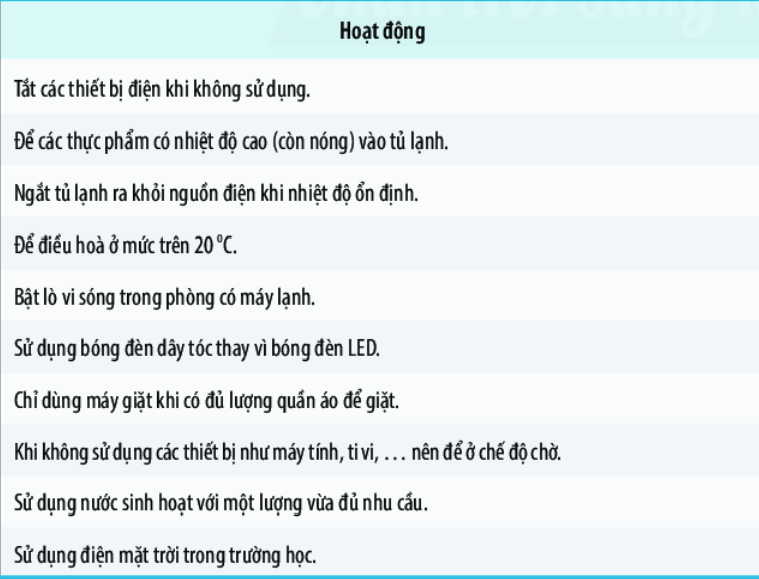 Hoạt động
Tắt các thiết bị điện khi không sử dụng.
Để các thực phẩm có nhiệt độ cao (còn nóng) vào tủ lạnh.
Ngắt tủ lạnh ra khỏi nguồn điện khi nhiệt độ ổn định.
Để điều hoà ở mức trên 20 °C.
Bật lò vi sóng trong phòng có máy lạnh.
Sử dụng bóng đèn dây tóc thay vì bóng đèn LED.
Chỉ dùng máy giặt khi có đủ lượng quần áo để giặt.
Khi không sử dụng các thiết bị như máy tính, ti vi, … nên để ở chế độ chờ.
Sử dụng nước sinh hoạt với một lượng vừa đủ nhu cầu.
Sử dụng điện mặt trời trong trường học.